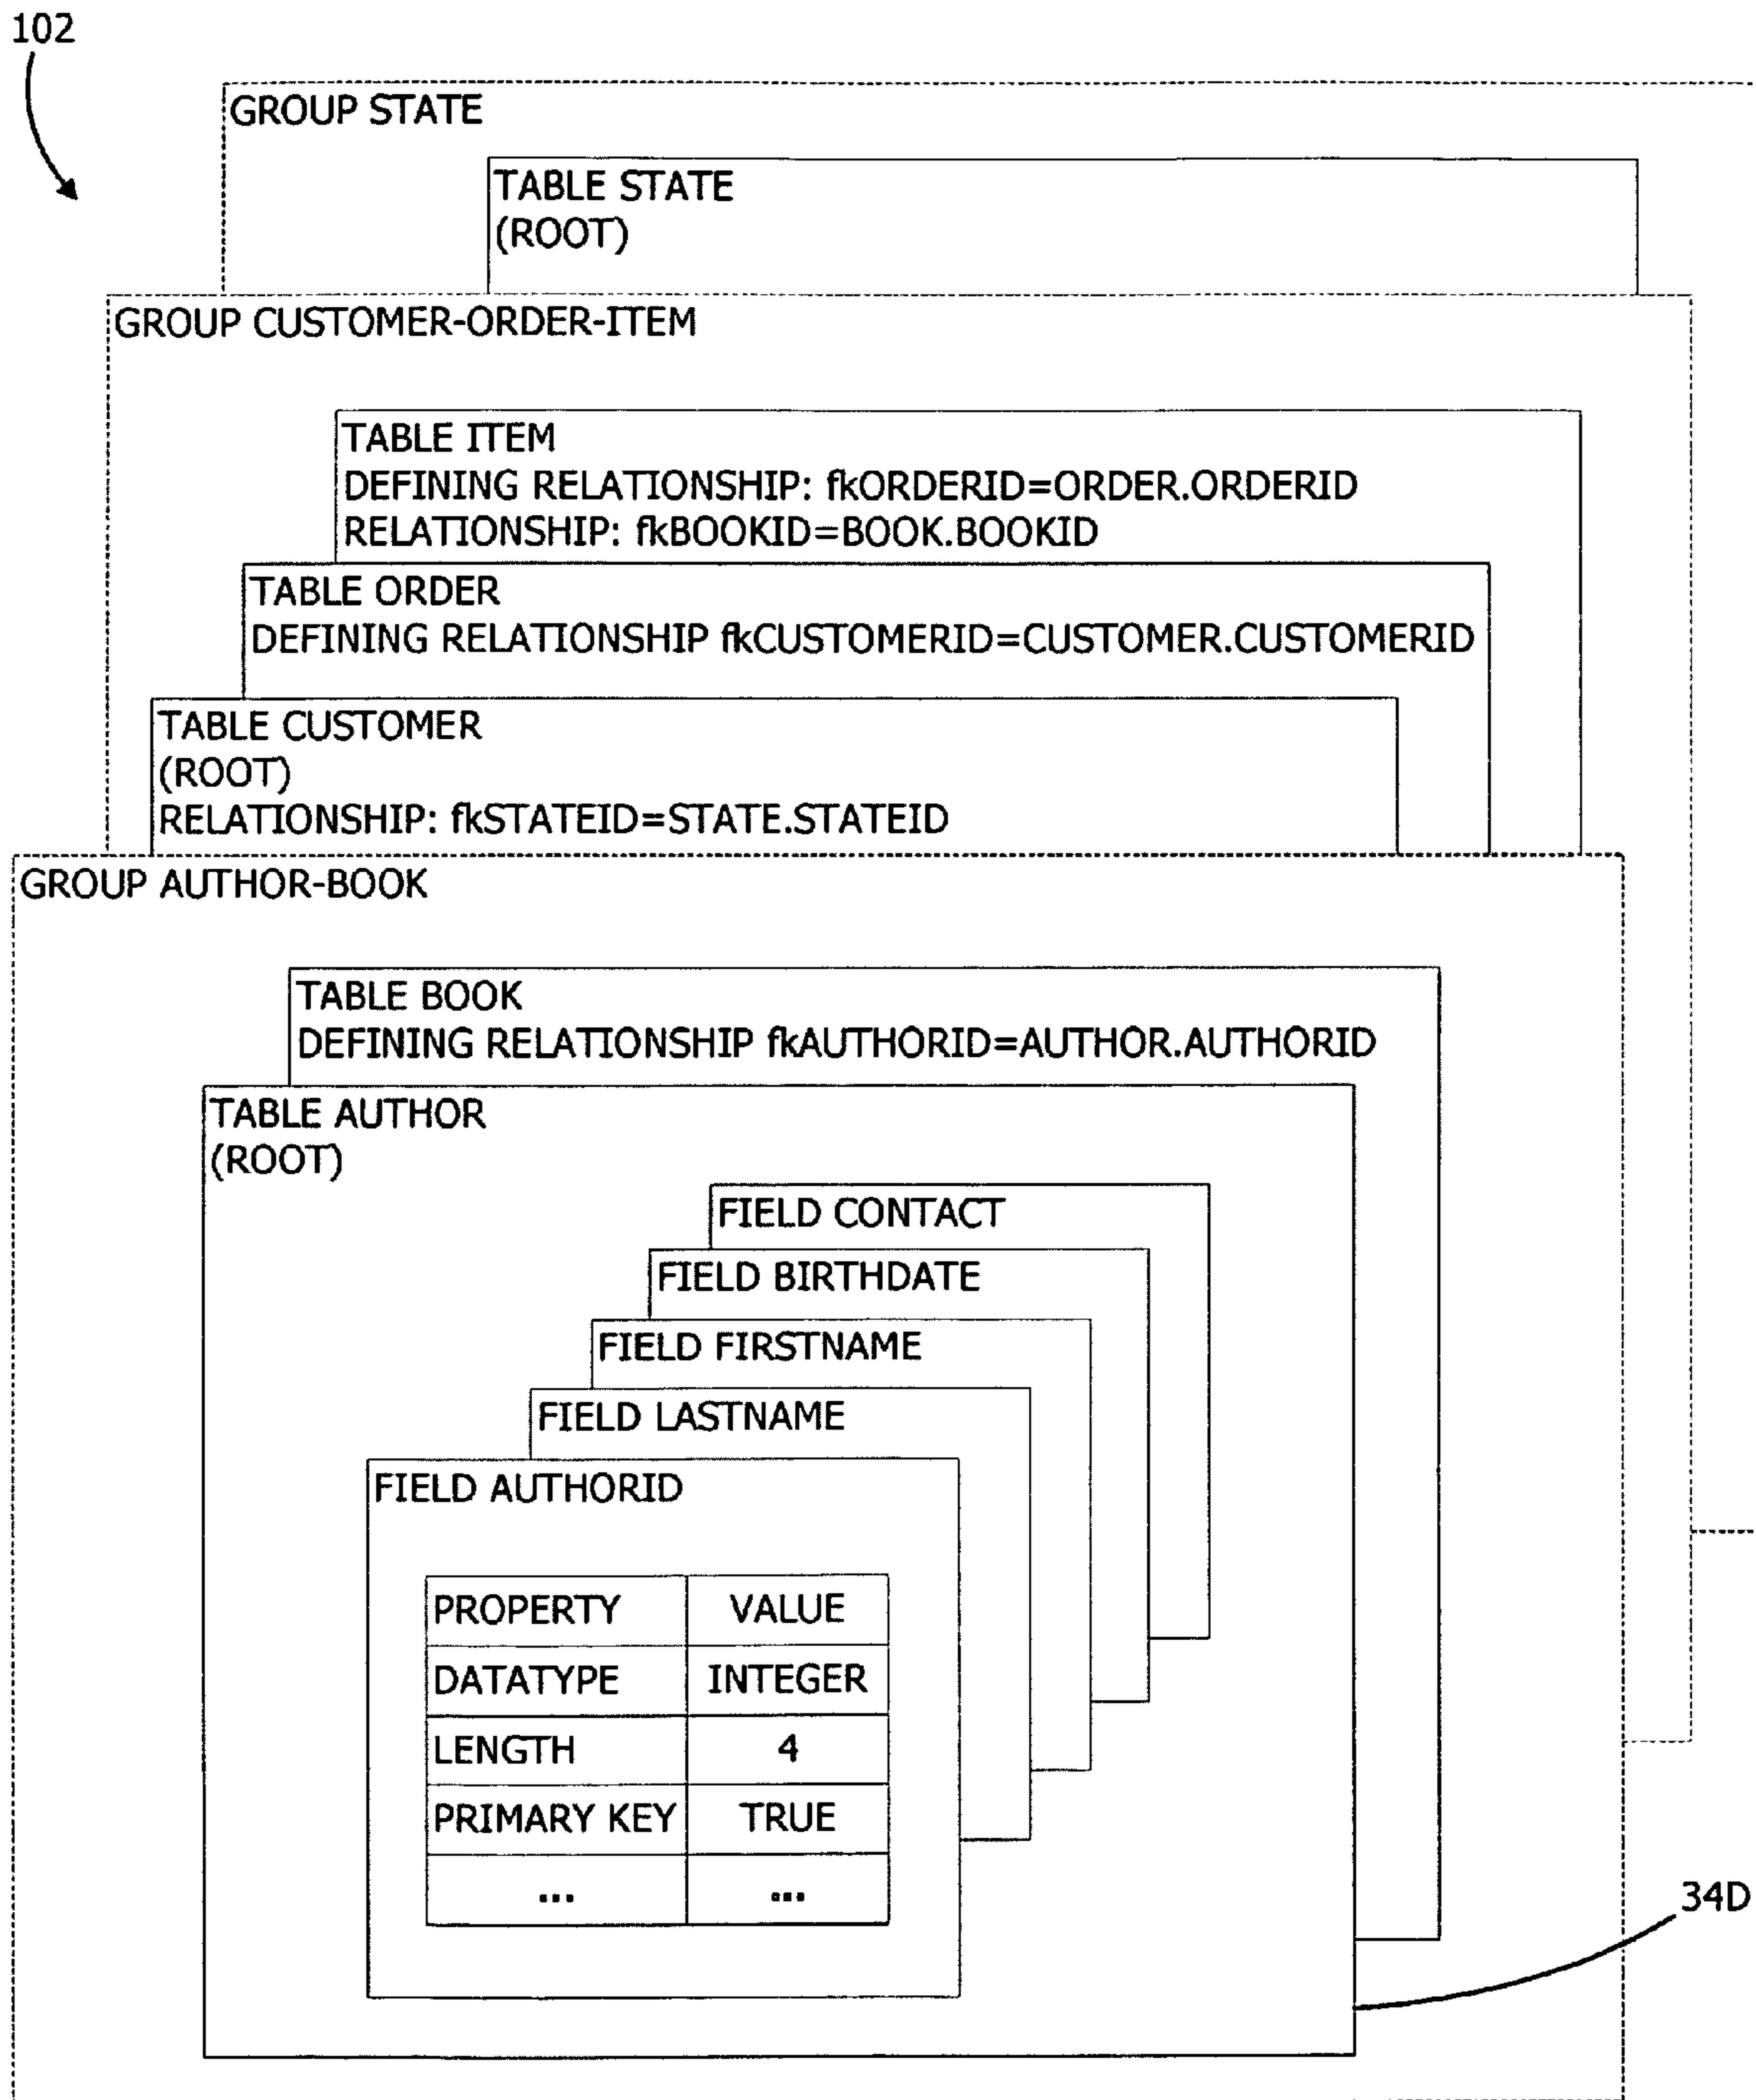 102
GROUP STATE
TABLE STATE
(ROOT)
GROUP CUSTOMER-ORDER-ITEM
TABLE ITEM
DEFINING RELATIONSHIP: fkORDERID=ORDER.ORDERID
RELATIONSHIP: fkBOOKID=BOOK.BOOKID
TABLE ORDER
DEFINING RELATIONSHIP fkCUSTOMERID=CUSTOMER.CUSTOMERID
TABLE CUSTOMER
(ROOT)
RELATIONSHIP: fkSTATEID=STATE.STATEID
GROUP AUTHOR-BOOK
TABLE BOOK
DEFINING RELATIONSHIP fkAUTHORID=AUTHOR.AUTHORID
TABLE AUTHOR
(ROOT)
FIELD CONTACT
FIELD BIRTHDATE
FIELD FIRSTNAME
FIELD LASTNAME
FIELD AUTHORID
PROPERTY VALUE
DATATYPE INTEGER
LENGTH 4
PRIMARY KEY TRUE
... ...
34D